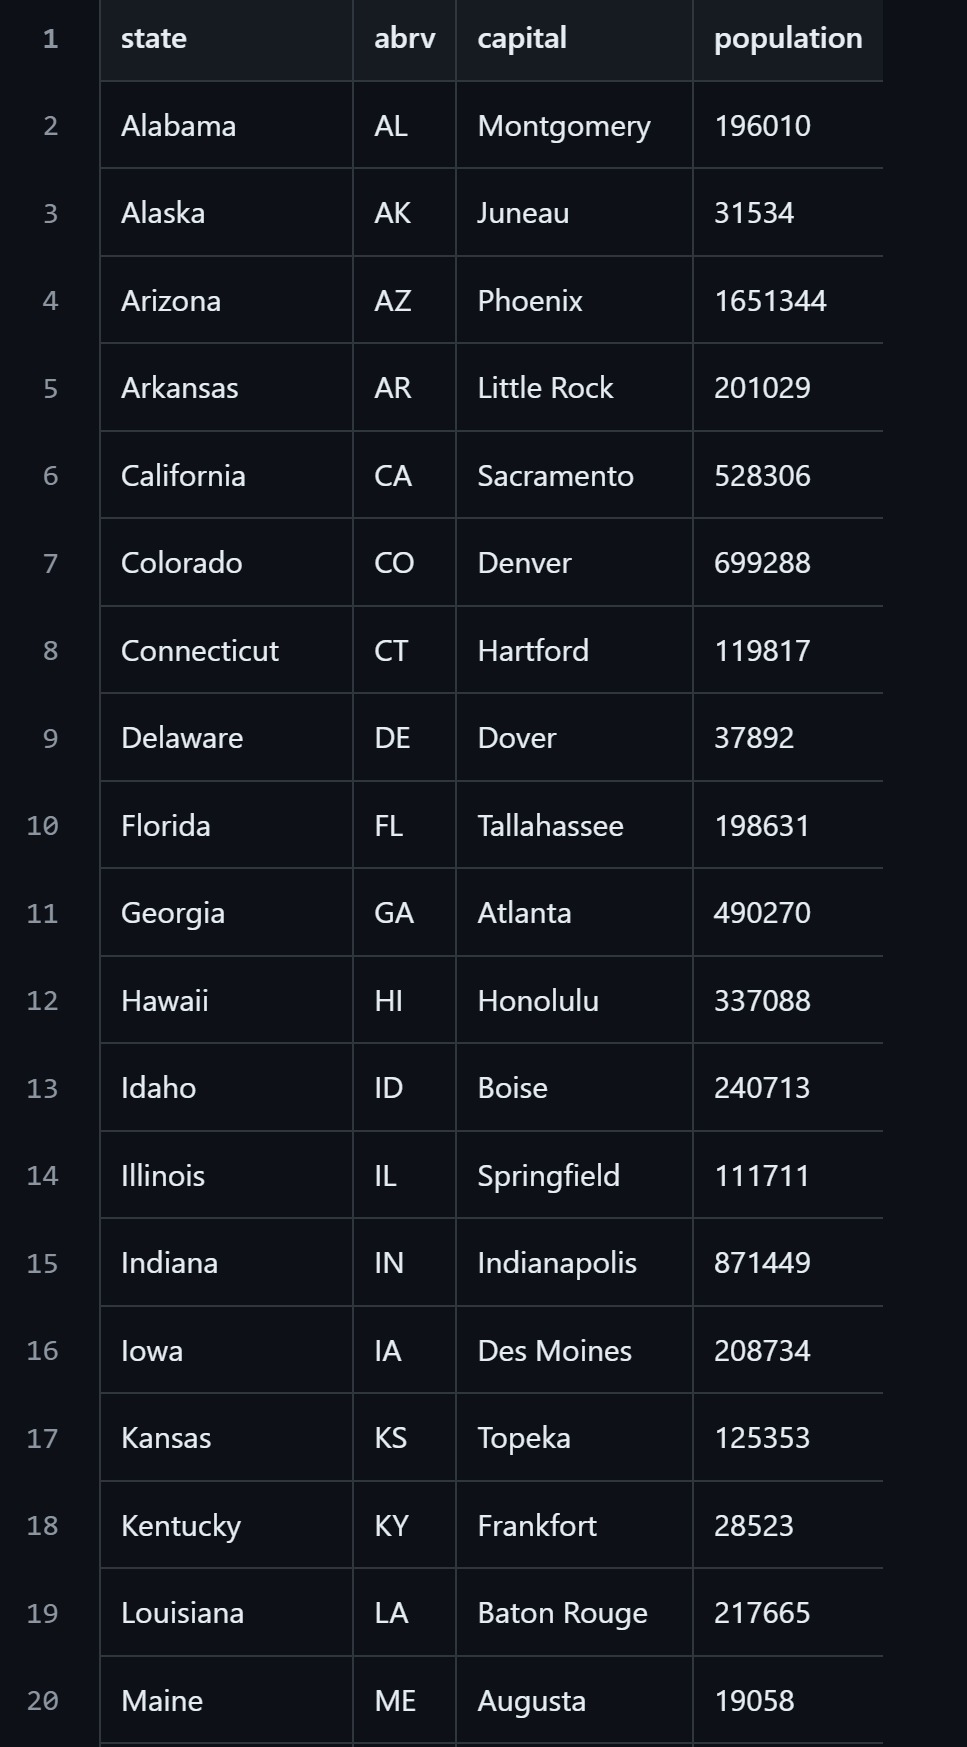 1 state abrv capital population
2 Alabama AL Montgomery 196010
3 Alaska AK Juneau 31534
4 Arizona AZ Phoenix 1651344
5 Arkansas AR Little Rock 201029
6 California CA Sacramento 528306
7 Colorado CO Denver 699288
8 Connecticut CT Hartford 119817
9 Delaware DE Dover 37892
10 Florida FL Tallahassee 198631
11 Georgia GA Atlanta 490270
12 Hawaii HI Honolulu 337088
13 Idaho ID Boise 240713
14 Illinois IL Springfield 111711
15 Indiana IN Indianapolis 871449
16 Iowa IA Des Moines 208734
17 Kansas KS Topeka 125353
18 Kentucky KY Frankfort 28523
19 Louisiana LA Baton Rouge 217665
20 Maine ME Augusta 19058